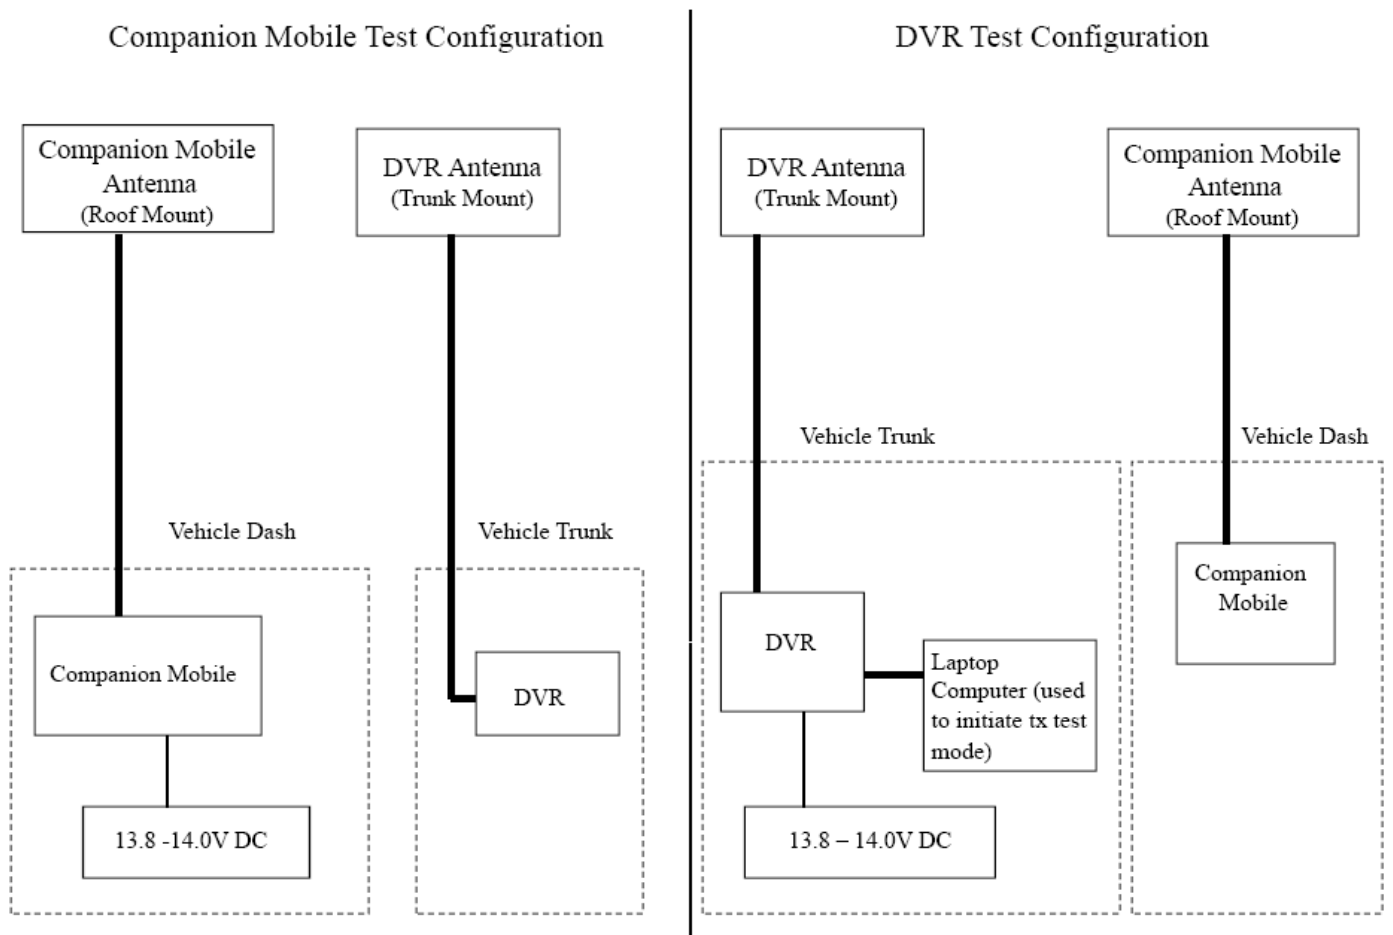 Companion Mobile Test Configuration
Companion Mobile
Antenna
(Roof Mount)
DVR Antenna
(Trunk Mount)
Vehicle Dash
Vehicle Trunk
Companion Mobile
DVR
13.8 -14.0V DC
DVR Test Configuration
DVR Antenna
(Trunk Mount)
Companion Mobile
Antenna
(Roof Mount)
Vehicle Trunk
Vehicle Dash
DVR
Laptop
Computer (used
to initiate tx test
mode)
Companion
Mobile
13.8 – 14.0V DC